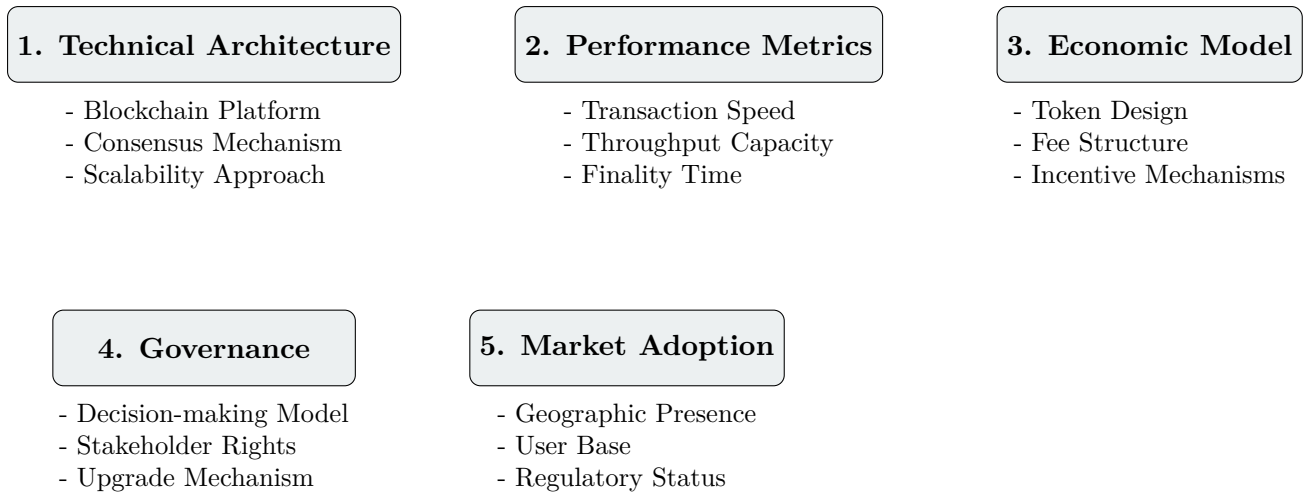 1. Technical Architecture
- Blockchain Platform
- Consensus Mechanism
- Scalability Approach
2. Performance Metrics
- Transaction Speed
- Throughput Capacity
- Finality Time
3. Economic Model
- Token Design
- Fee Structure
- Incentive Mechanisms
4. Governance
- Decision-making Model
- Stakeholder Rights
- Upgrade Mechanism
5. Market Adoption
- Geographic Presence
- User Base
- Regulatory Status